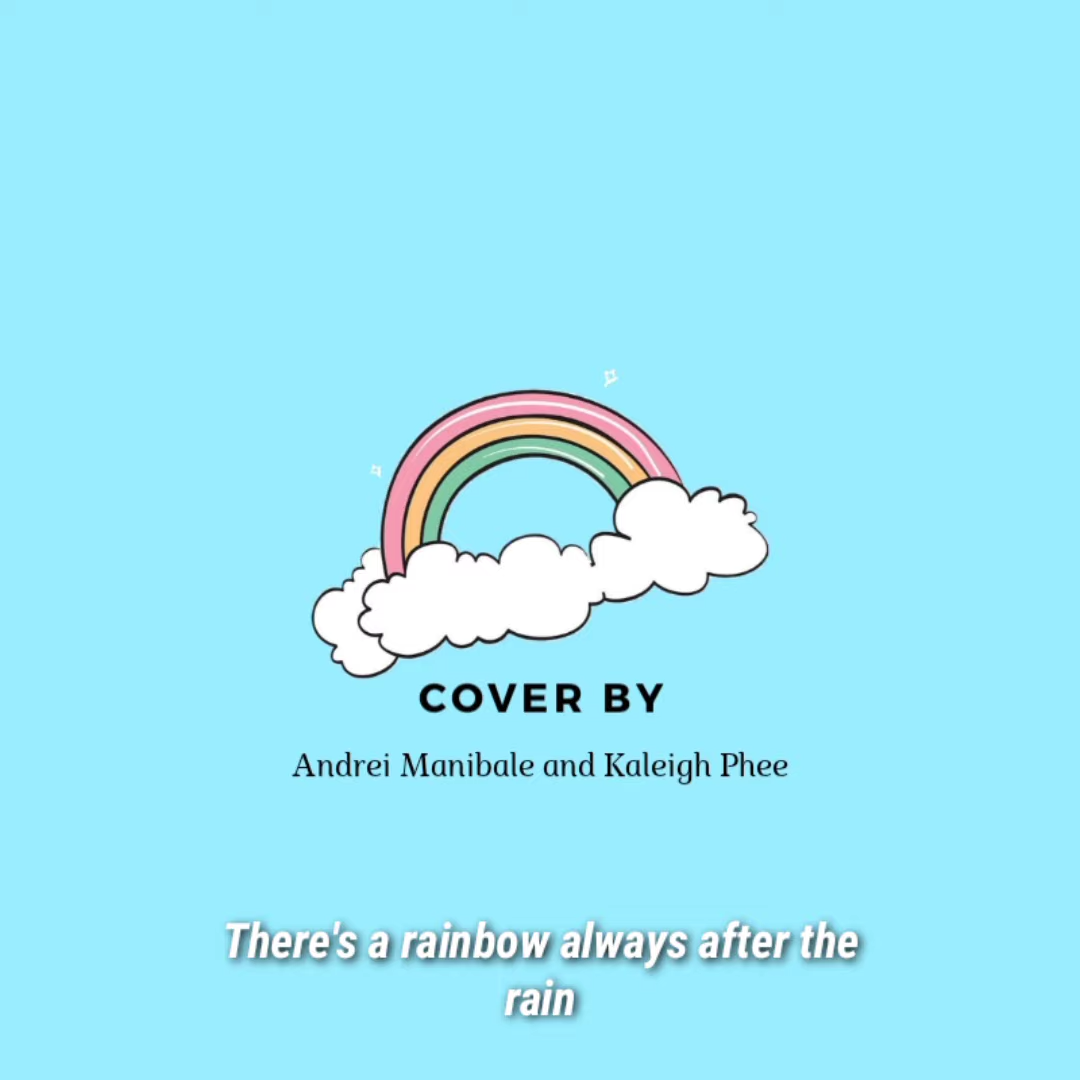 COVER BY
Andrei Manibale and Kaleigh Phee
There's a rainbow always after the
rain